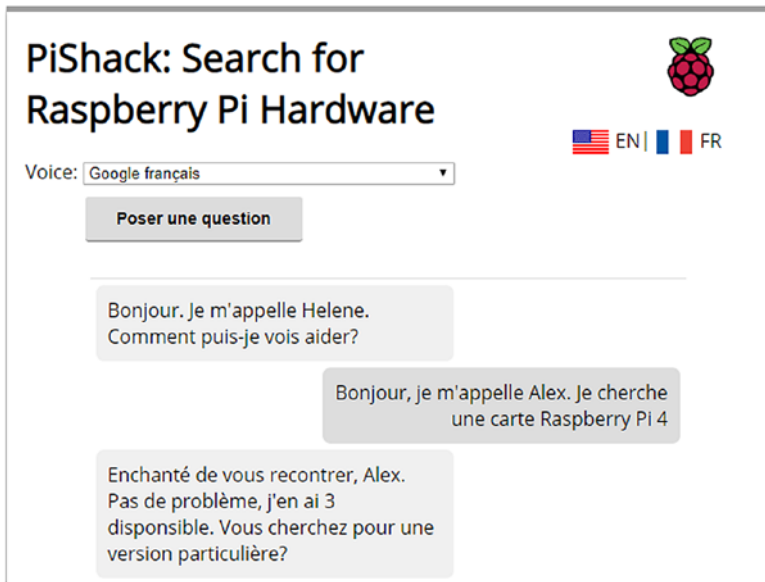 PiShack: Search for
Raspberry Pi Hardware
EN| FR
Voice: Google français
Poser une question
Bonjour. Je m'appelle Helene.
Comment puis-je vois aider?
Bonjour, je m'appelle Alex. Je cherche
une carte Raspberry Pi 4
Enchanté de vous recontrer, Alex.
Pas de problème, j'en ai 3
disponsible. Vous cherchez pour une
version particulière?